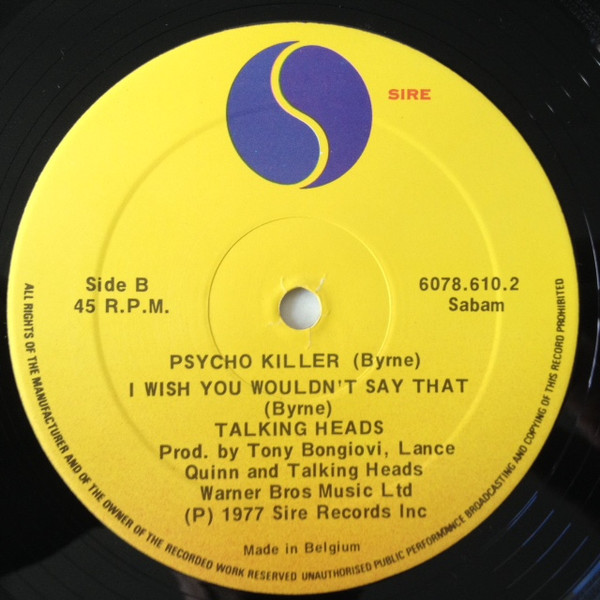 SIRE
Side B
45 R.P.M.
6078.610.2
Sabam
PSYCHO KILLER (Byrne)
I WISH YOU WOULDN'T SAY THAT
(Byrne)
TALKING HEADS
Prod. by Tony Bongiovi, Lance
Quinn and Talking Heads
Warner Bros Music Ltd
(P) 1977 Sire Records Inc
Made in Belgium
ALL RIGHTS OF THE MANUFACTURER AND OF THE OWNER OF THE RECORDED WORK RESERVED UNAUTHORISED PUBLIC PERFORMANCE BROADCASTING AND COPYING OF THIS RECORD PROHIBITED